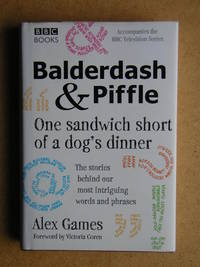 BBC
BOOKS
Accompanies the
BBC Television Series
Balderdash
& Piffle
One sandwich short
of a dog's dinner
The stories
behind our
most intriguing
words and phrases
Alex Games
Foreword by Victoria Coren